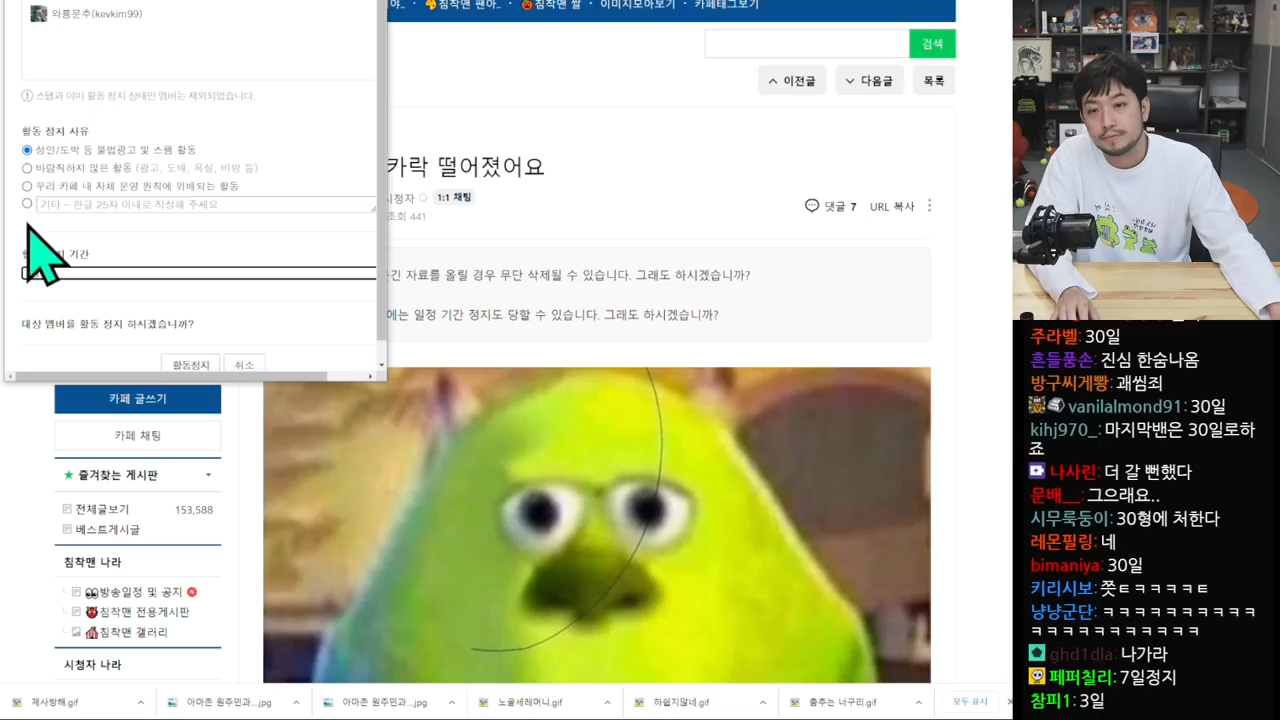 와룡문추(kevkim99)
스탭과 이미 활동 정지 상태인 멤버는 제외되었습니다.
활동 정지 사유
성인/도박 등 불법광고 및 스팸 활동
바람직하지 않은 활동 (광고, 도배, 욕설, 비방 등)
우리 카페 내 자체 운영 원칙에 위배되는 활동
기타 - 한글 25자 이내로 작성해 주세요.
기간
대상 멤버를 활동 정지 하시겠습니까?
활동정지 취소
침착맨 팬아.. · 침착맨 짤 · 이미지모아보기 · 카페태그보기
검색
이전글 다음글 목록
카락 떨어졌어요
시청자 1:1 채팅
조회 441
댓글 7 URL 복사
긴 자료를 올릴 경우 무단 삭제될 수 있습니다. 그래도 하시겠습니까?
에는 일정 기간 정지도 당할 수 있습니다. 그래도 하시겠습니까?
카페 글쓰기
카페 채팅
즐겨찾는 게시판
전체글보기 153,588
베스트게시글
침착맨 나라
방송일정 및 공지 N
침착맨 전용게시판
침착맨 갤러리
시청자 나라
제사방해.gif 아마존 원주민과....jpg 아마존 원주민과....jpg 노골세레머니.gif 하쉴지않네.gif 춤추는 너구리.gif 모두 표시
주라벨: 30일
혼들풍손: 진심 한숨나옴
방구씨게빵: 괘씸죄
vanilalmond91: 30일
kihj970_: 마지막밴은 30일로하
죠
나사린: 더 갈 뻔했다
문배__: 그으래요..
시무룩둥이: 30형에 처한다
레몬필링: 네
bimaniya: 30일
키리시보: 쯧ㅌㅋㅋㅋㅋㅌ
냥냥군단: ㅋㅋㅋㅋㅋㅋㅋㅋㅋㅋ
ㅋㅋㅋㅋㅋㅋㅋㅋㅋㅋㅋ
ghd1dla: 나가라
페퍼칠리: 7일정지
참피1: 3일